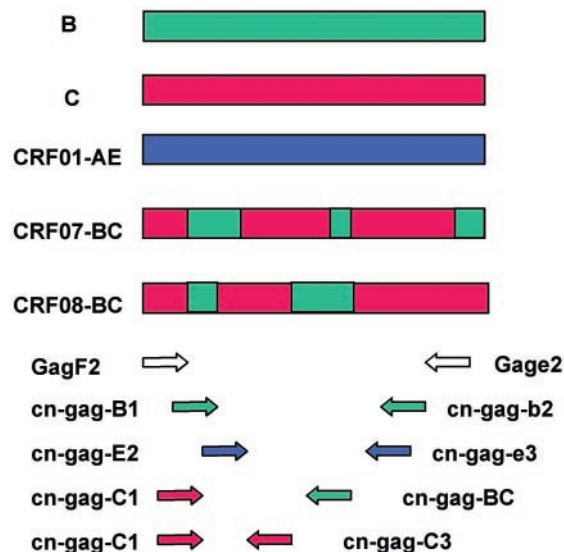 B
C
CRF01-AE
CRF07-BC
CRF08-BC
GagF2 Gage2
cn-gag-B1 cn-gag-b2
cn-gag-E2 cn-gag-e3
cn-gag-C1 cn-gag-BC
cn-gag-C1 cn-gag-C3